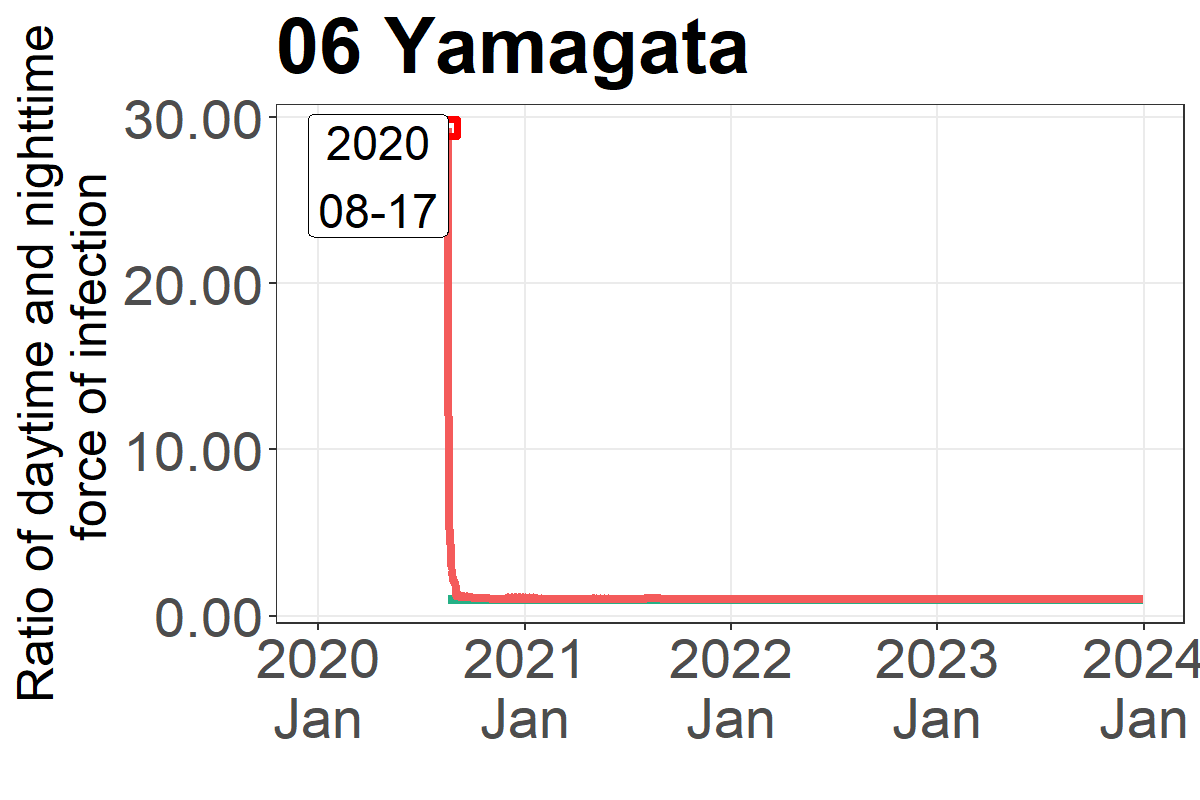 06 Yamagata
Ratio of daytime and nighttime
force of infection
30.00
20.00
10.00
0.00
2020
08-17
2020
Jan
2021
Jan
2022
Jan
2023
Jan
2024
Jan